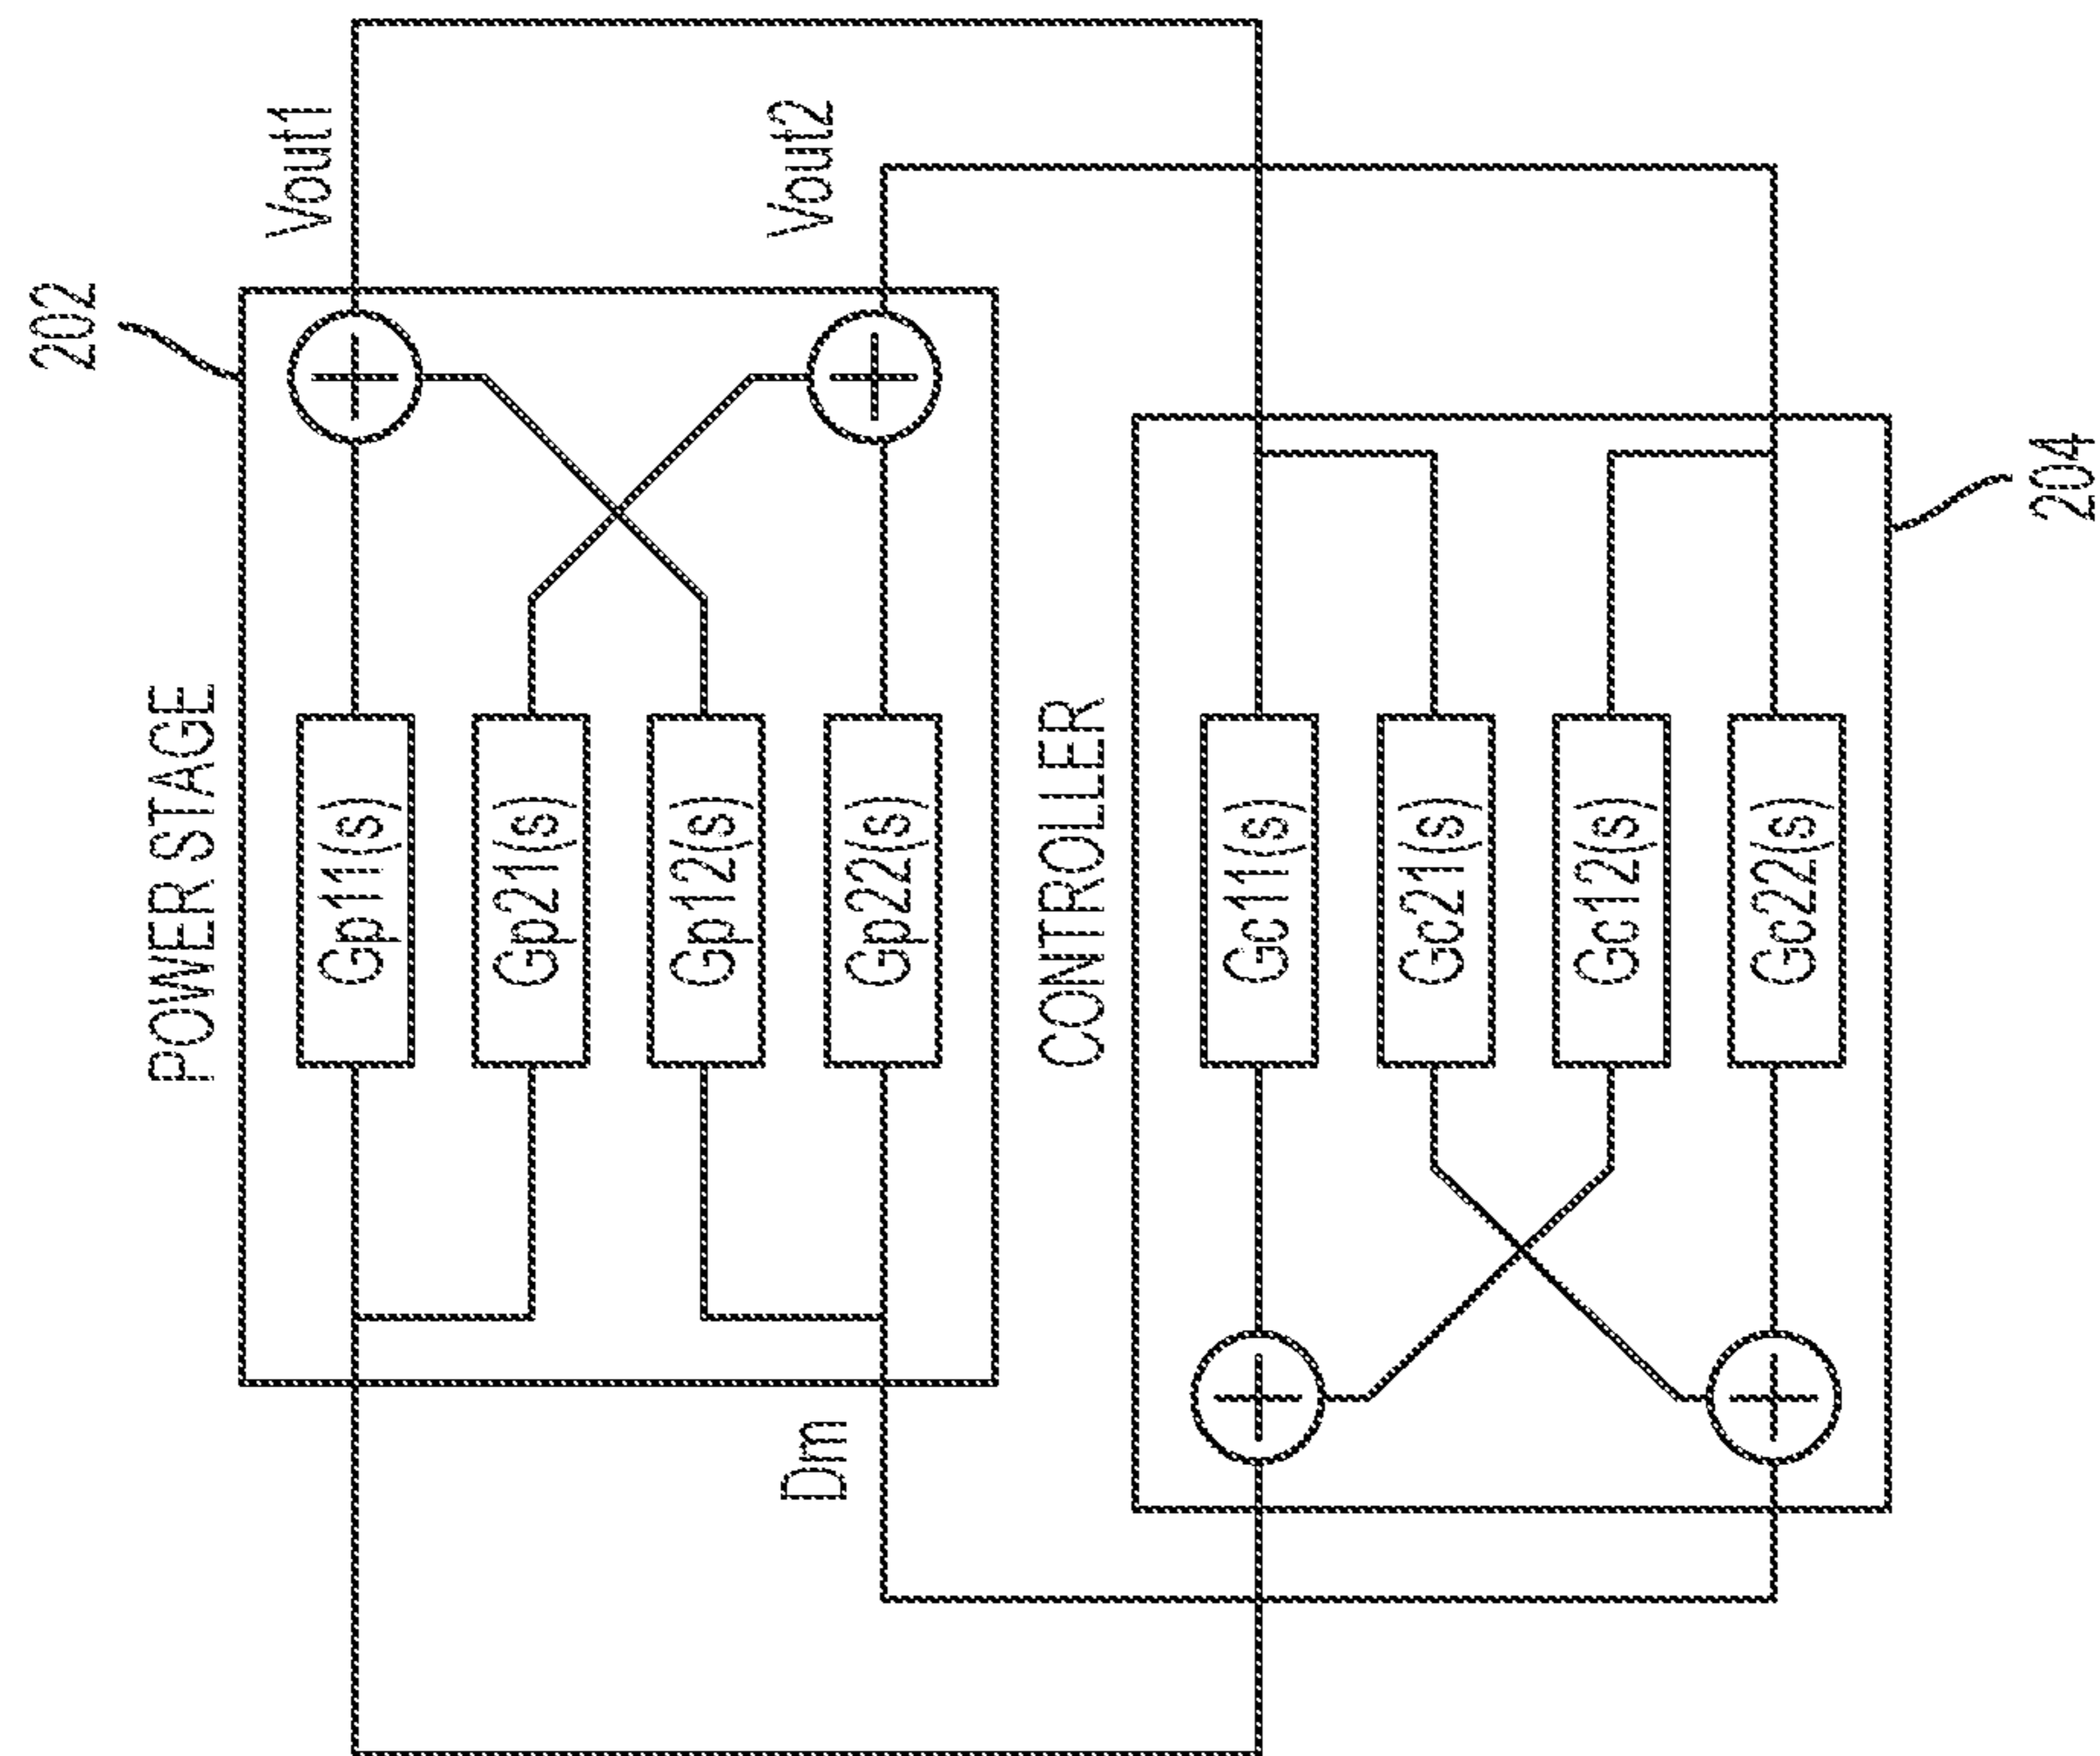 202
POWER STAGE
Vout1
Gp11(s)
Gp21(s)
Gp12(s)
Gp22(s)
Vout2
Dm
CONTROLLER
Gc11(s)
Gc21(s)
Gc12(s)
Gc22(s)
204